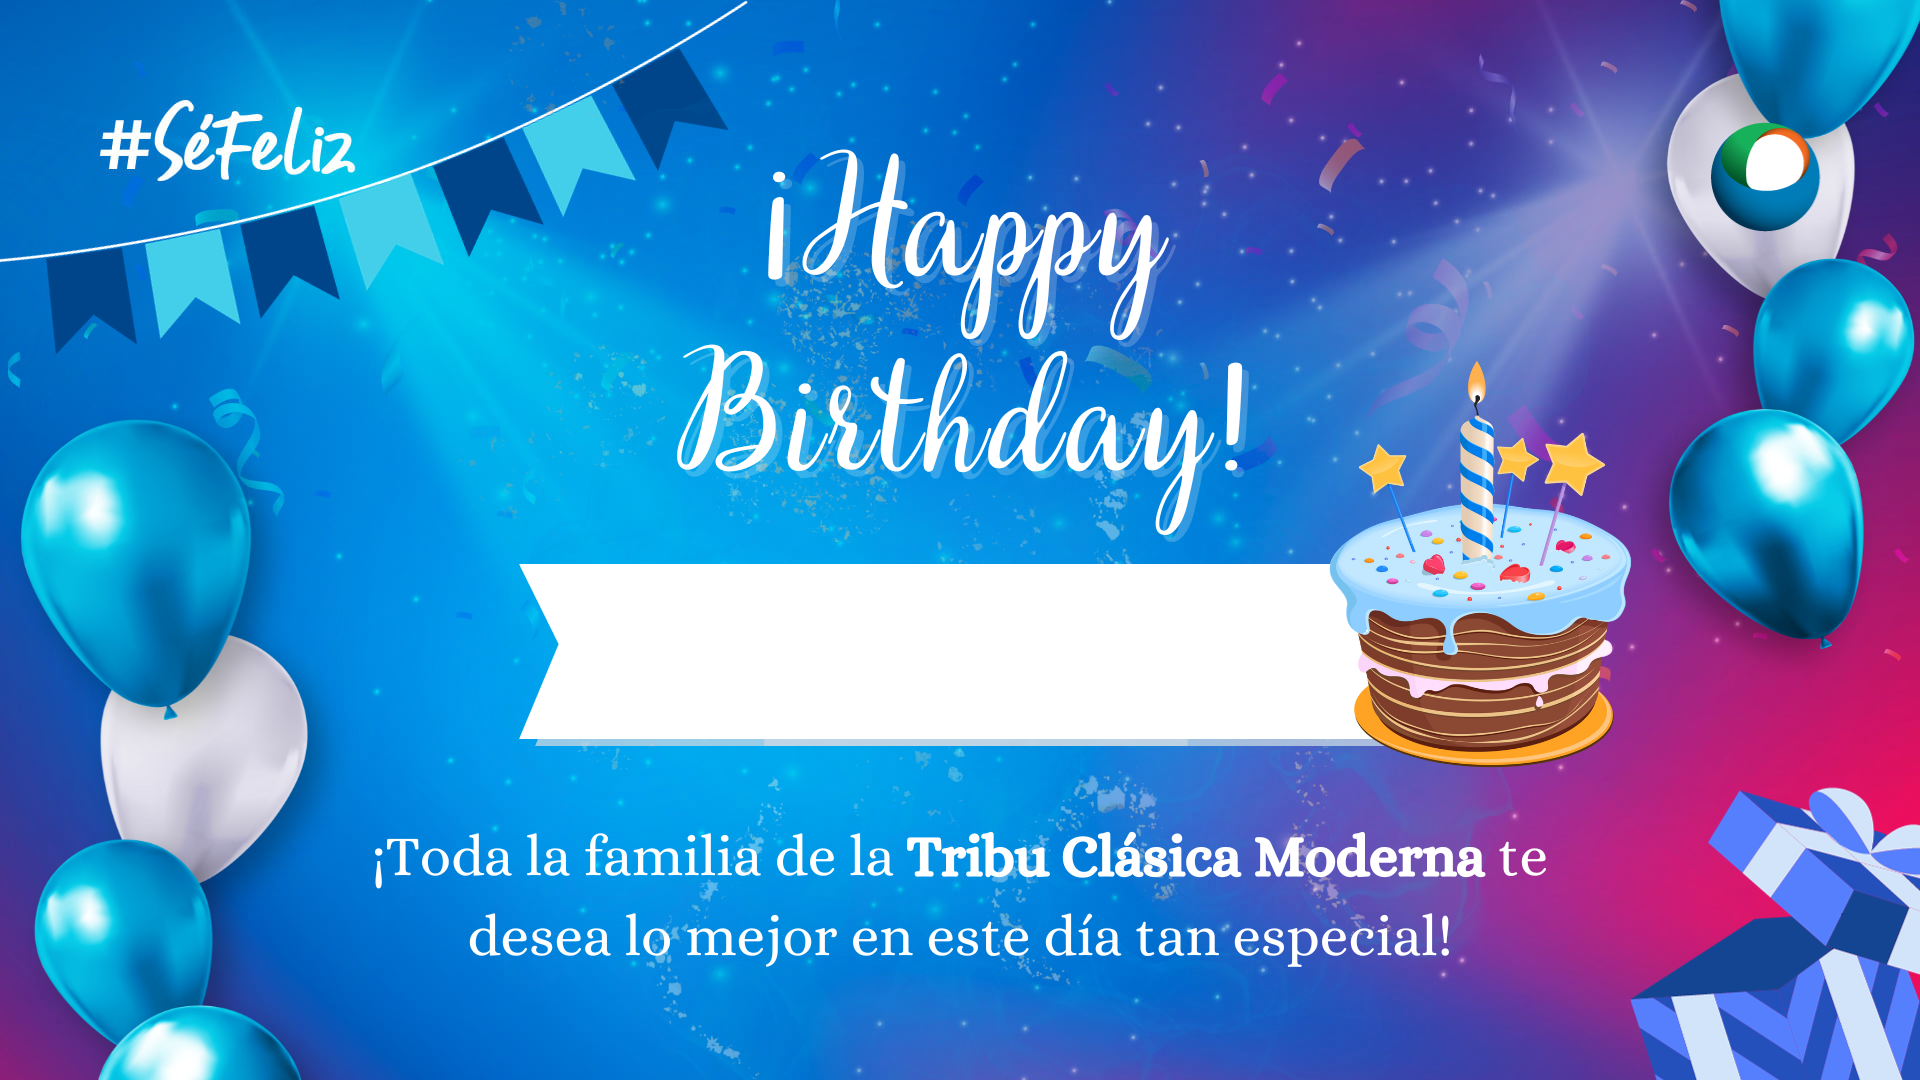 #SéFeliz
¡Happy
Birthday!
¡Toda la familia de la Tribu Clásica Moderna te
desea lo mejor en este día tan especial!